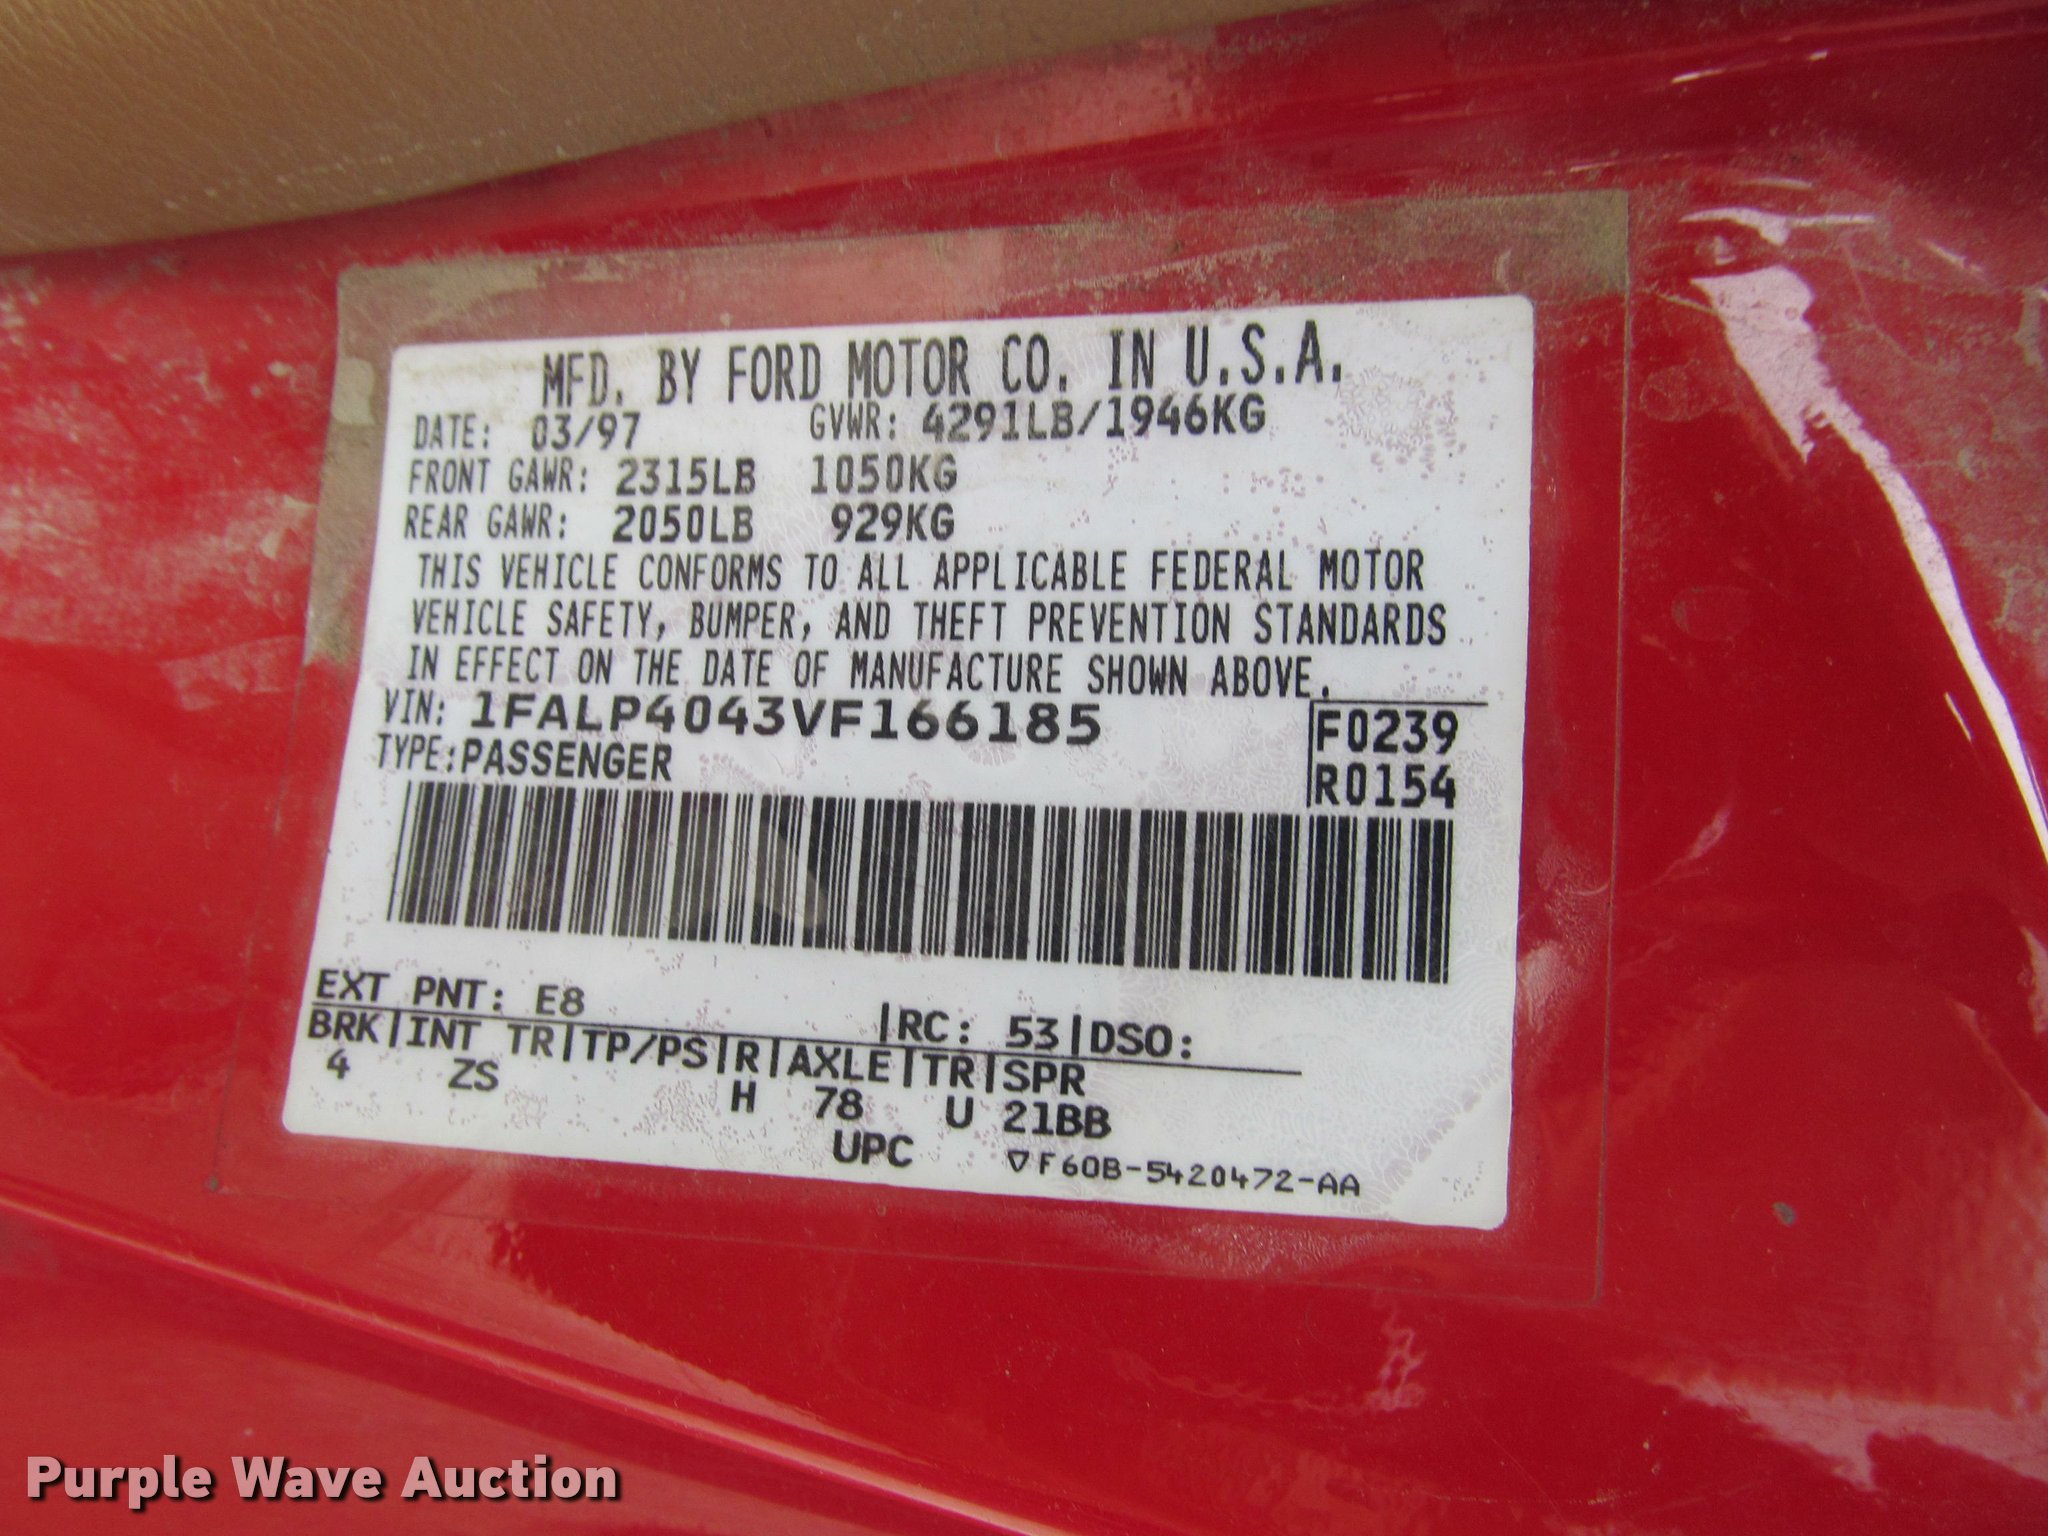 MFD. BY FORD MOTOR CO. IN U.S.A.
DATE: 03/97 GVWR: 4291LB/1946KG
FRONT GAWR: 2315LB 1050KG
REAR GAWR: 2050LB 929KG
THIS VEHICLE CONFORMS TO ALL APPLICABLE FEDERAL MOTOR
VEHICLE SAFETY, BUMPER, AND THEFT PREVENTION STANDARDS
IN EFFECT ON THE DATE OF MANUFACTURE SHOWN ABOVE.
VIN: 1FALP4043VF166185
F0239
TYPE: PASSENGER
R0154
EXT PNT: E8 |RC: 53|DSO:
BRK|INT TR|TP/PS|R|AXLE|TR|SPR
4 ZS H 78 U 21BB
UPC ▽F60B-5420472-AA
Purple Wave Auction